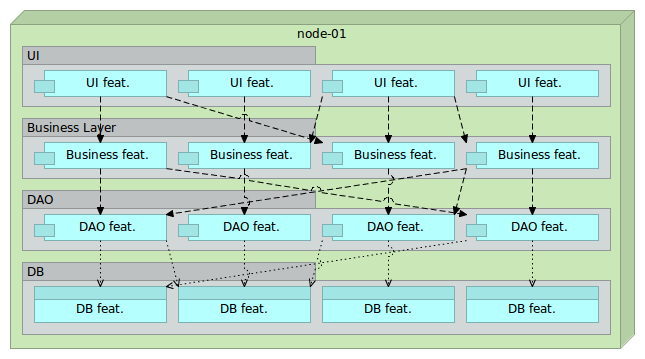 node-01
UI
UI feat. UI feat. UI feat. UI feat.
Business Layer
Business feat. Business feat. Business feat. Business feat.
DAO
DAO feat. DAO feat. DAO feat. DAO feat.
DB
DB feat. DB feat. DB feat. DB feat.